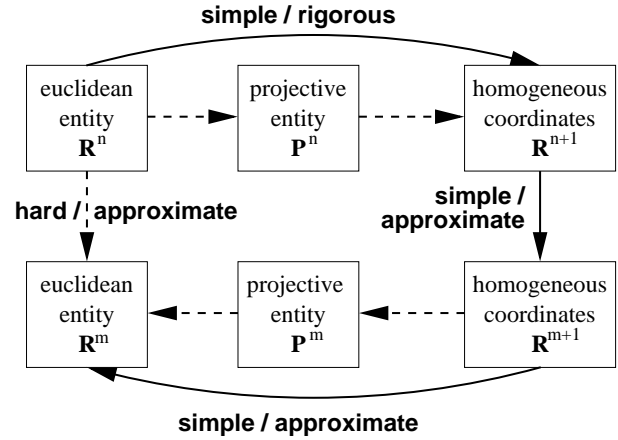 simple / rigorous
euclidean
entity
R^n
projective
entity
P^n
homogeneous
coordinates
R^n+1
hard / approximate
simple /
approximate
euclidean
entity
R^m
projective
entity
P^m
homogeneous
coordinates
R^m+1
simple / approximate